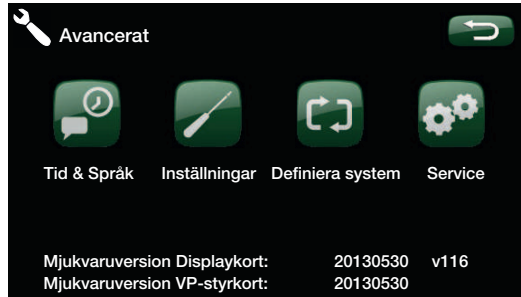 Avancerat
Tid & Språk Inställningar Definiera system Service
Mjukvaruversion Displaykort: 20130530 v116
Mjukvaruversion VP-styrkort: 20130530